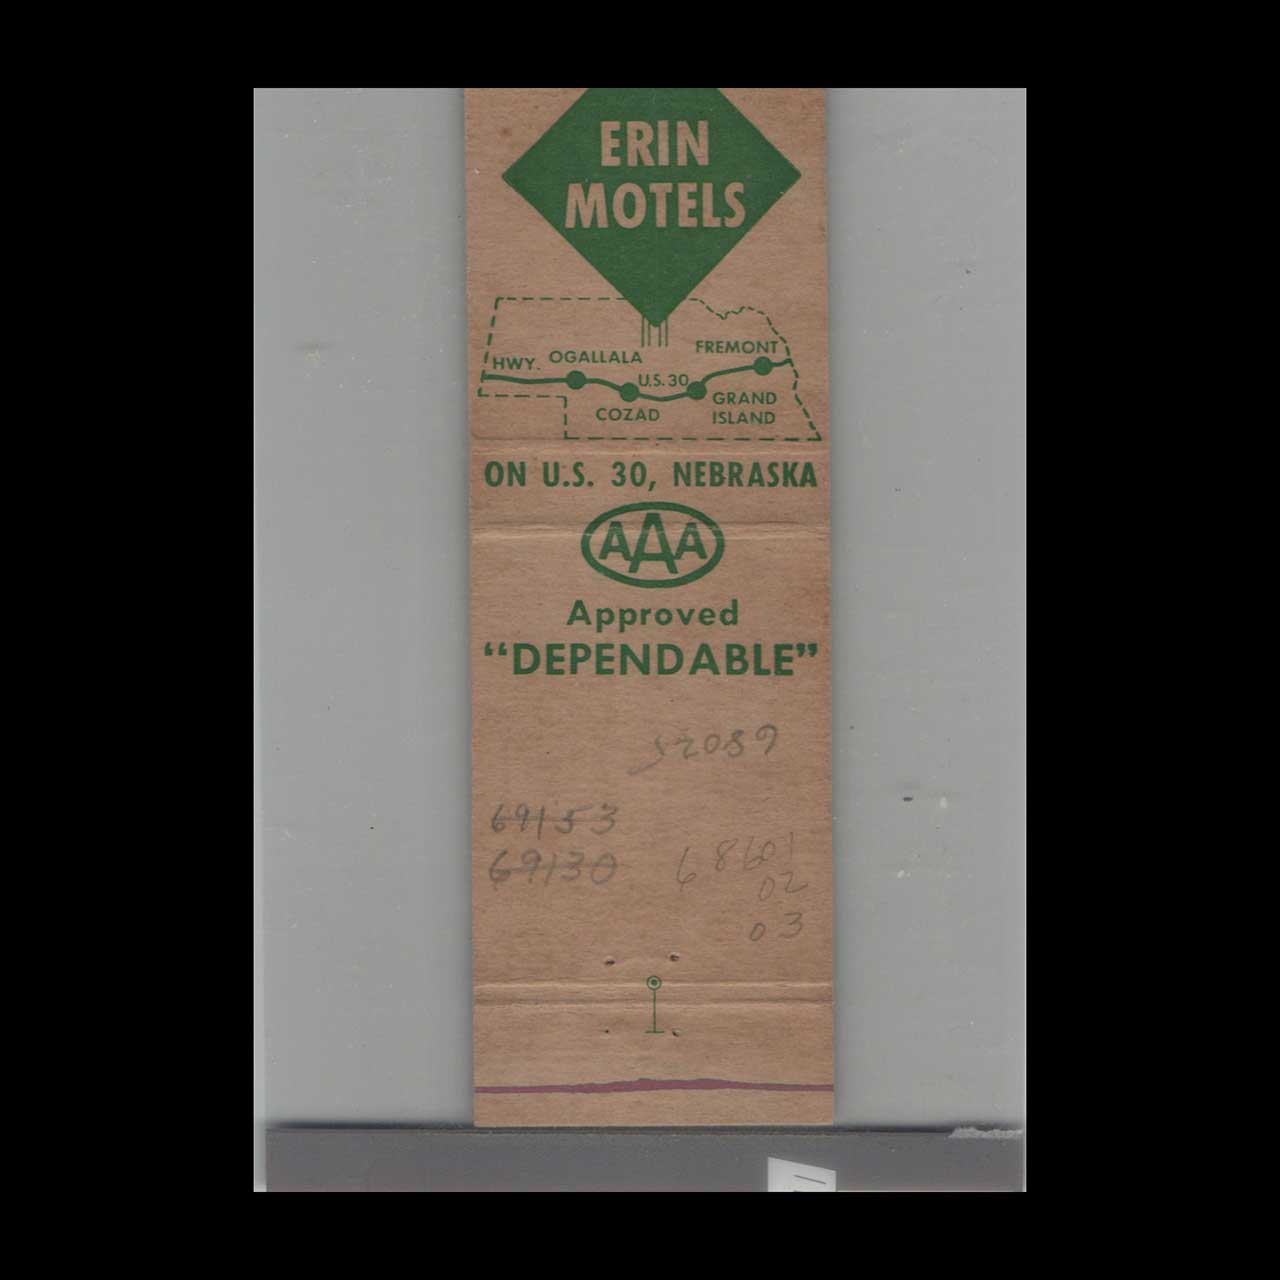 ERIN
MOTELS
HWY.
OGALLALA
FREMONT
U.S. 30
COZAD
GRAND
ISLAND
ON U.S. 30, NEBRASKA
AAA
Approved
“DEPENDABLE”
52089
69153
69130
68601
02
03